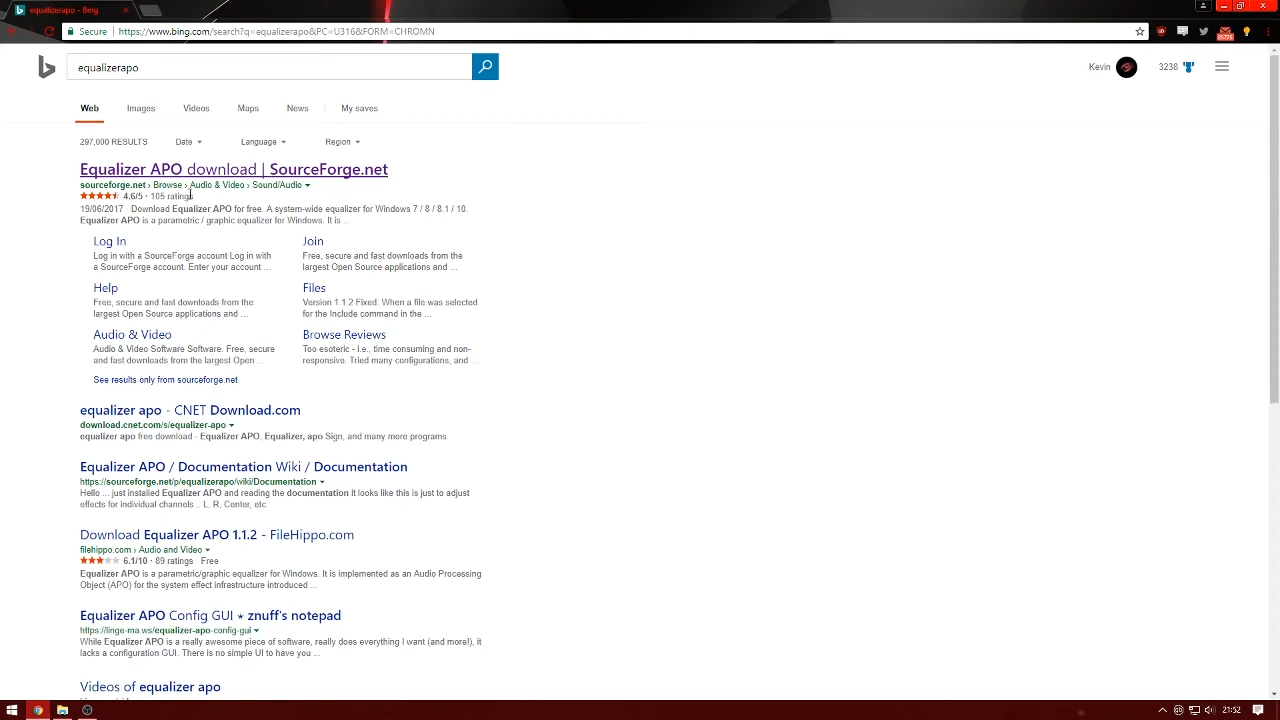 equalizerapo - Bing
Secure
https://www.bing.com/search?q=equalizerapo&PC=U316&FORM=CHROMN
equalizerapo
Kevin
3238
Web Images Videos Maps News My saves
297,000 RESULTS Date Language Region
Equalizer APO download | SourceForge.net
sourceforge.net › Browse › Audio & Video › Sound/Audio
4.6/5 · 105 ratings
19/06/2017 · Download Equalizer APO for free. A system-wide equalizer for Windows 7 / 8 / 8.1 / 10.
Equalizer APO is a parametric / graphic equalizer for Windows. It is ...
Log In
Log in with a SourceForge account Log in with
a SourceForge account. Enter your account ...
Join
Free, secure and fast downloads from the
largest Open Source applications and ...
Help
Free, secure and fast downloads from the
largest Open Source applications and ...
Files
Version 1.1.2 Fixed. When a file was selected
for the Include command in the ...
Audio & Video
Audio & Video Software Software. Free, secure
and fast downloads from the largest Open ...
Browse Reviews
Too esoteric - i.e., time consuming and non-
responsive. Tried many configurations, and ...
See results only from sourceforge.net
equalizer apo - CNET Download.com
download.cnet.com/s/equalizer-apo
equalizer apo free download - Equalizer APO, Equalizer, apo Sign, and many more programs
Equalizer APO / Documentation Wiki / Documentation
https://sourceforge.net/p/equalizerapo/wiki/Documentation
Hello ... just installed Equalizer APO and reading the documentation it looks like this is just to adjust
effects for individual channels .. L, R, Center, etc.
Download Equalizer APO 1.1.2 - FileHippo.com
filehippo.com › Audio and Video
6.1/10 · 89 ratings Free
Equalizer APO is a parametric/graphic equalizer for Windows. It is implemented as an Audio Processing
Object (APO) for the system effect infrastructure introduced ...
Equalizer APO Config GUI ⋆ znuff's notepad
https://linge-ma.ws/equalizer-apo-config-gui
While Equalizer APO is a really awesome piece of software, really does everything I want (and more!), it
lacks a configuration GUI. There is no simple UI to have you ...
Videos of equalizer apo
21:52